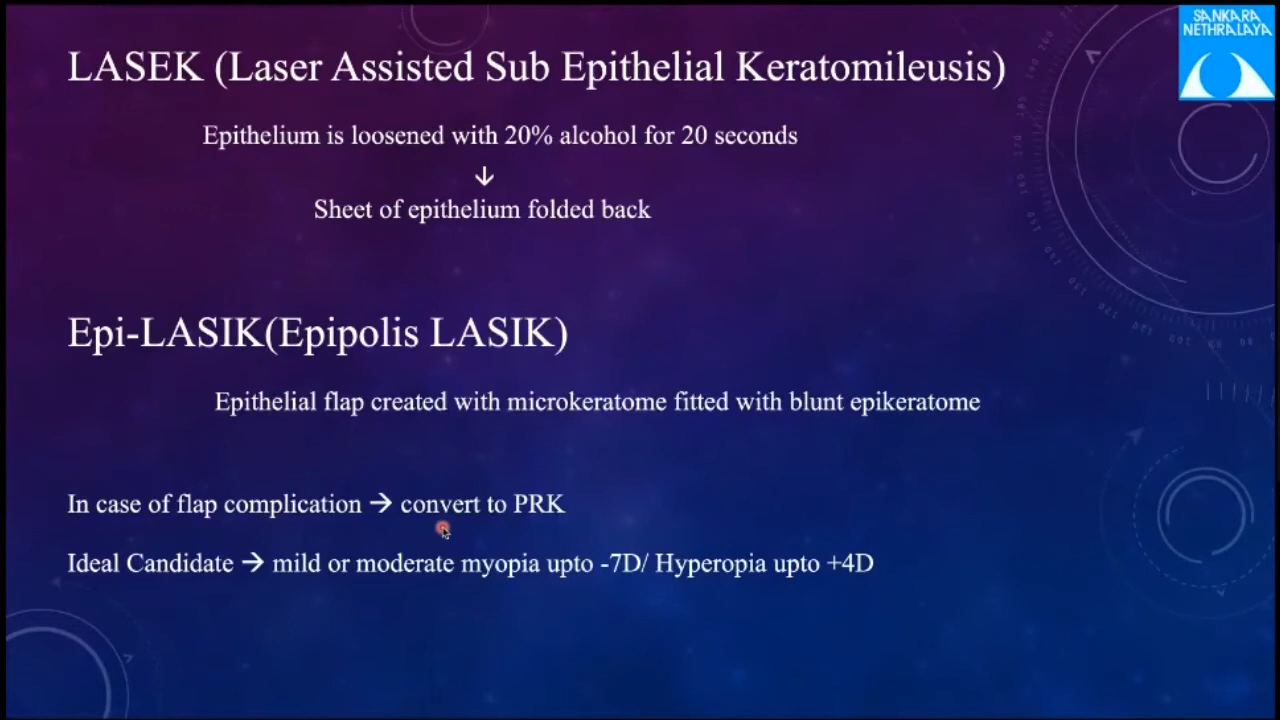 SANKARA
NETHRALAYA
LASEK (Laser Assisted Sub Epithelial Keratomileusis)
Epithelium is loosened with 20% alcohol for 20 seconds
↓
Sheet of epithelium folded back
Epi-LASIK(Epipolis LASIK)
Epithelial flap created with microkeratome fitted with blunt epikeratome
In case of flap complication → convert to PRK
Ideal Candidate → mild or moderate myopia upto -7D/ Hyperopia upto +4D